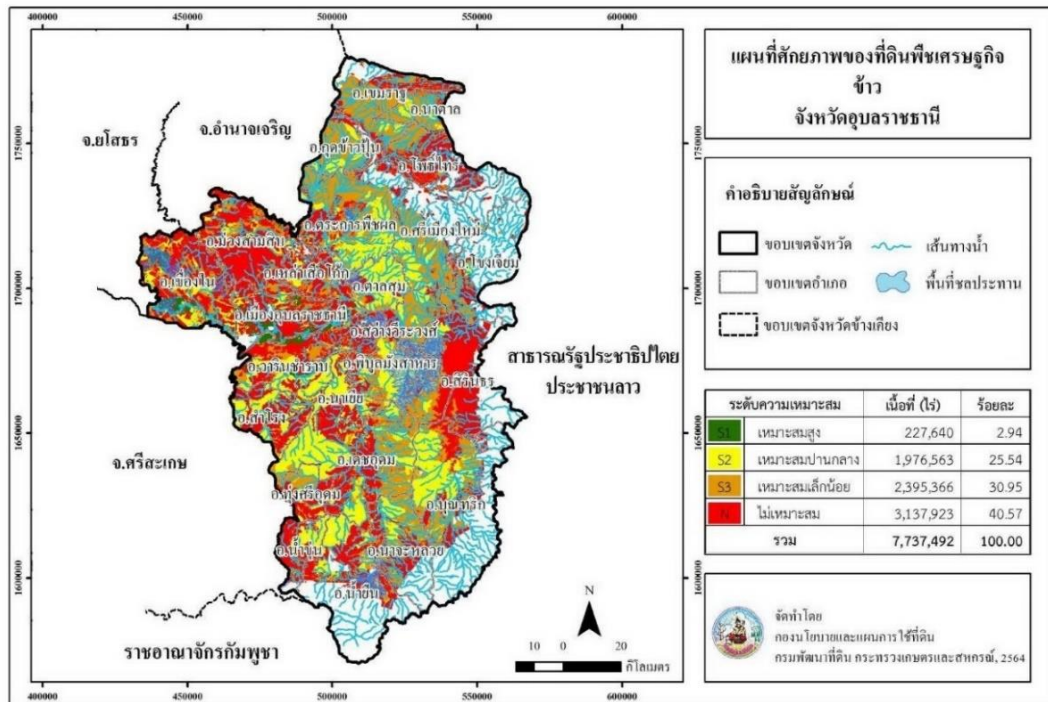 400000 450000 500000 550000 600000
แผนที่ศักยภาพของที่ดินพืชเศรษฐกิจ
ข้าว
จังหวัดอุบลราชธานี
1750000
1700000
1650000
1600000
จ.ยโสธร
จ.อำนาจเจริญ
อ.เขมราฐ
อ.นาตาล
อ.กุดข้าวปุ้น
อ.โพธิ์ไทร
อ.ตระการพืชผล
อ.ศรีเมืองใหม่
อ.ม่วงสามสิบ
อ.โขงเจียม
อ.เขื่องใน
อ.เหล่าเสือโก้ก
อ.ตาลสุม
อ.เมืองอุบลราชธานี
อ.สว่างวีระวงศ์
อ.วารินชำราบ
อ.พิบูลมังสาหาร
อ.สิรินธร
อ.นาเยีย
อ.สำโรง
อ.เดชอุดม
อ.ทุ่งศรีอุดม
อ.บุณฑริก
อ.น้ำขุ่น
อ.นาจะหลวย
อ.น้ำยืน
สาธารณรัฐประชาธิปไตย
ประชาชนลาว
จ.ศรีสะเกษ
ราชอาณาจักรกัมพูชา
N
10 0 20
กิโลเมตร
1750000
1700000
1650000
1600000
400000 450000 500000 550000 600000
คำอธิบายสัญลักษณ์
ขอบเขตจังหวัด เส้นทางน้ำ
ขอบเขตอำเภอ พื้นที่ชลประทาน
ขอบเขตจังหวัดข้างเคียง
ระดับความเหมาะสม เนื้อที่ (ไร่) ร้อยละ
S1 เหมาะสมสูง 227,640 2.94
S2 เหมาะสมปานกลาง 1,976,563 25.54
S3 เหมาะสมเล็กน้อย 2,395,366 30.95
N ไม่เหมาะสม 3,137,923 40.57
รวม 7,737,492 100.00
จัดทำโดย
กองนโยบายและแผนการใช้ที่ดิน
กรมพัฒนาที่ดิน กระทรวงเกษตรและสหกรณ์, 2564